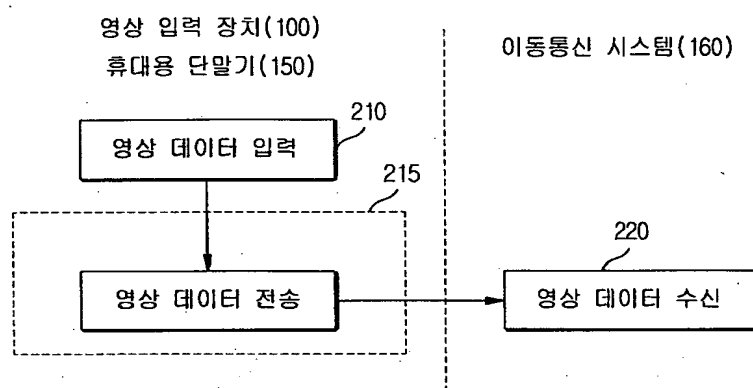 영상 입력 장치(100)
휴대용 단말기(150)
이동통신 시스템(160)
210
영상 데이터 입력
215
220
영상 데이터 전송
영상 데이터 수신